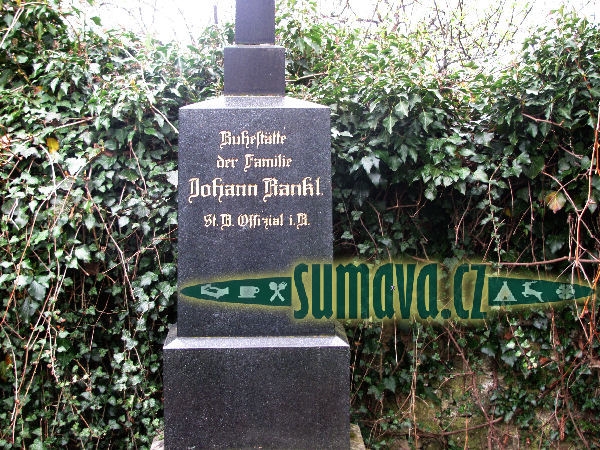 Ruhestätte
der Familie
Johann Rankl.
St. B. Offizial i. R.
sumava.cz